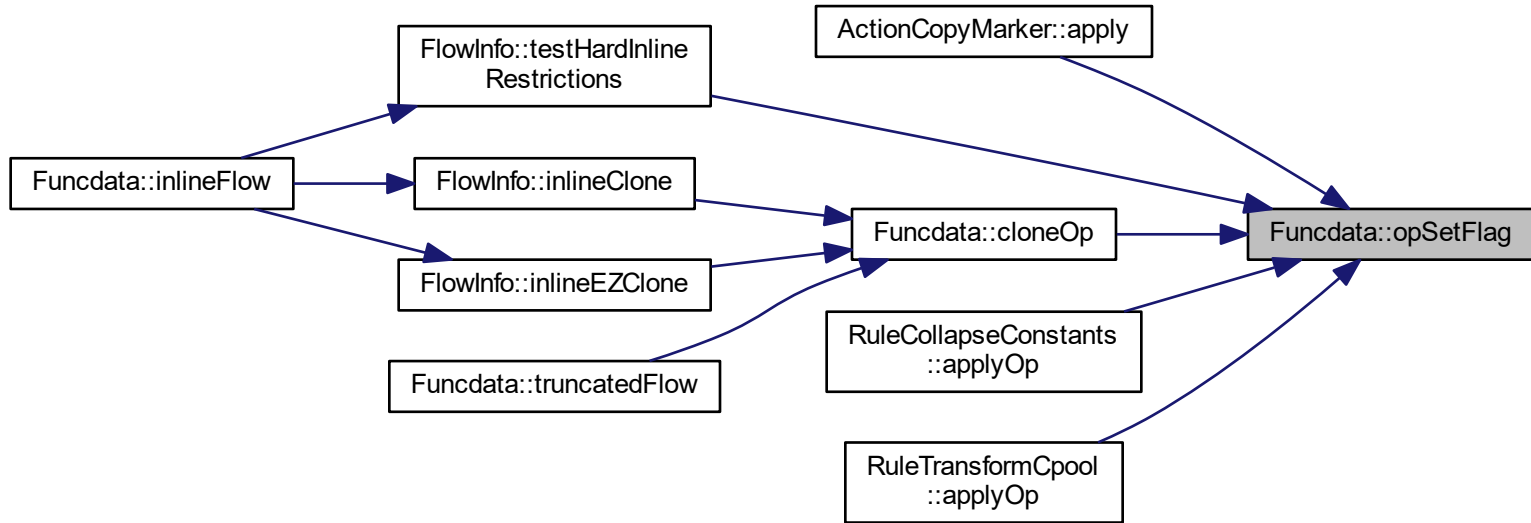 ActionCopyMarker::apply
FlowInfo::testHardInline
Restrictions
Funcdata::inlineFlow
FlowInfo::inlineClone
Funcdata::cloneOp
Funcdata::opSetFlag
FlowInfo::inlineEZClone
RuleCollapseConstants
::applyOp
Funcdata::truncatedFlow
RuleTransformCpool
::applyOp